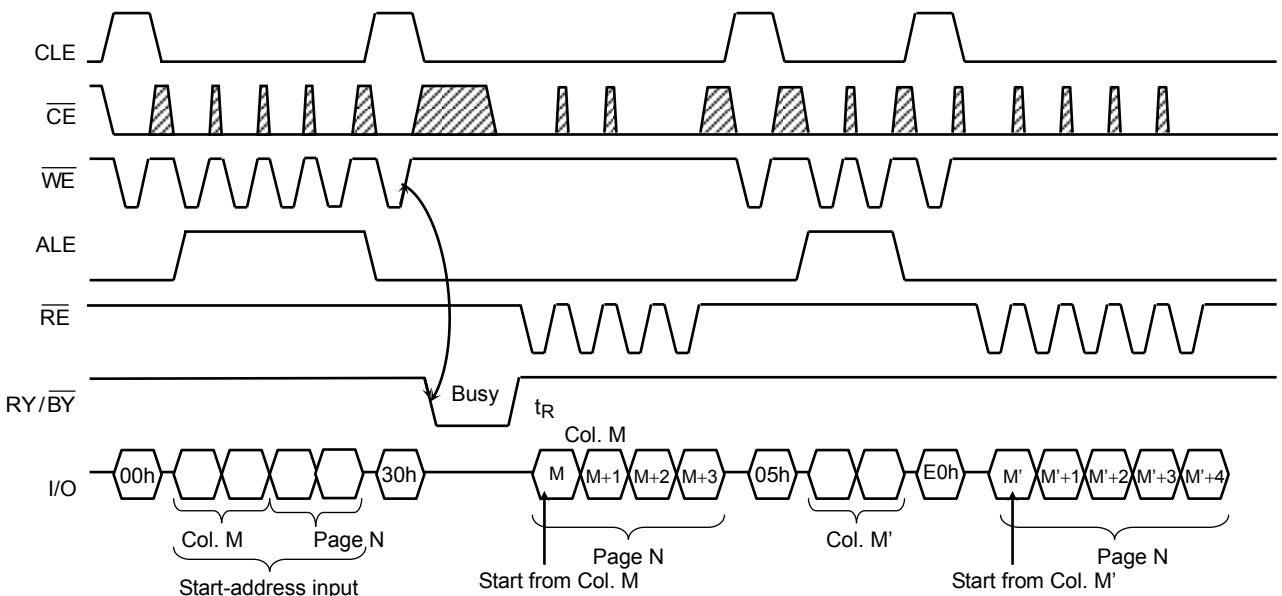 CLE
CE
WE
ALE
RE
RY/BY
Busy
tR
Col. M
I/O
00h
30h
M
M+1
M+2
M+3
05h
E0h
M’
M’+1
M’+2
M’+3
M’+4
Col. M
Page N
Page N
Col. M’
Page N
Start-address input
Start from Col. M
Start from Col. M’